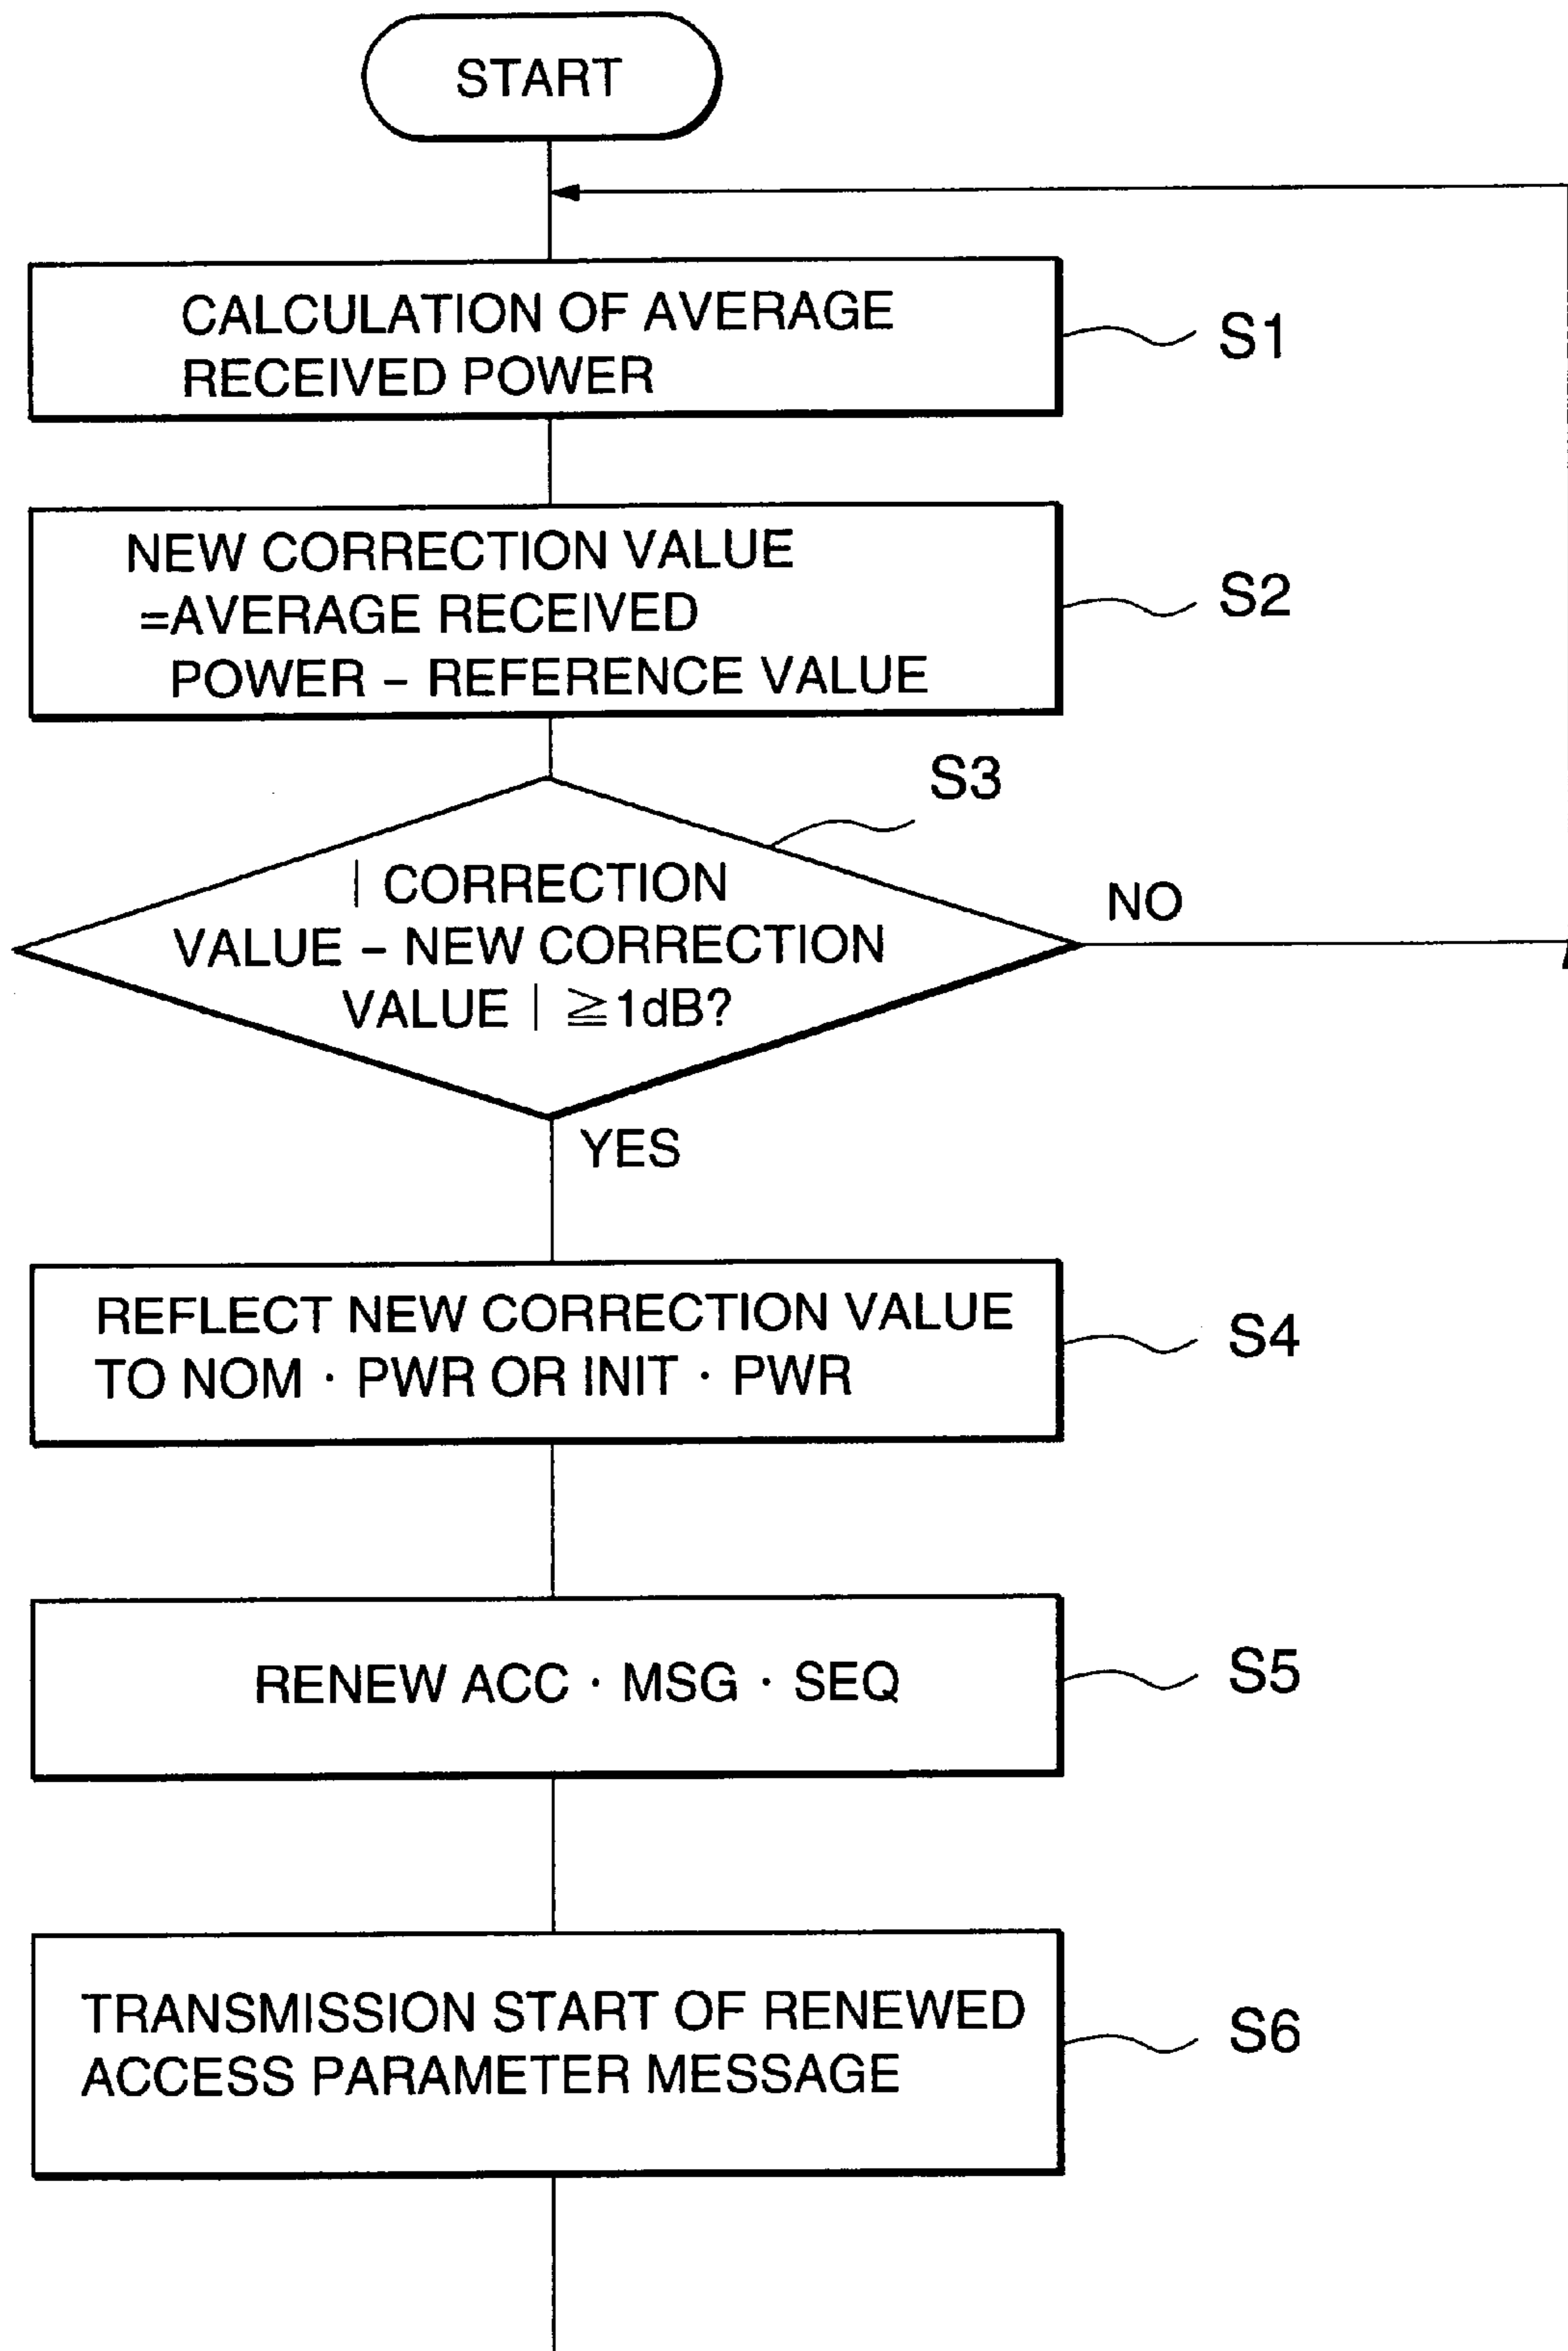 START
CALCULATION OF AVERAGE
RECEIVED POWER
S1
NEW CORRECTION VALUE
=AVERAGE RECEIVED
POWER – REFERENCE VALUE
S2
S3
| CORRECTION
VALUE – NEW CORRECTION
VALUE | ≧1dB?
NO
YES
REFLECT NEW CORRECTION VALUE
TO NOM · PWR OR INIT · PWR
S4
RENEW ACC · MSG · SEQ
S5
TRANSMISSION START OF RENEWED
ACCESS PARAMETER MESSAGE
S6